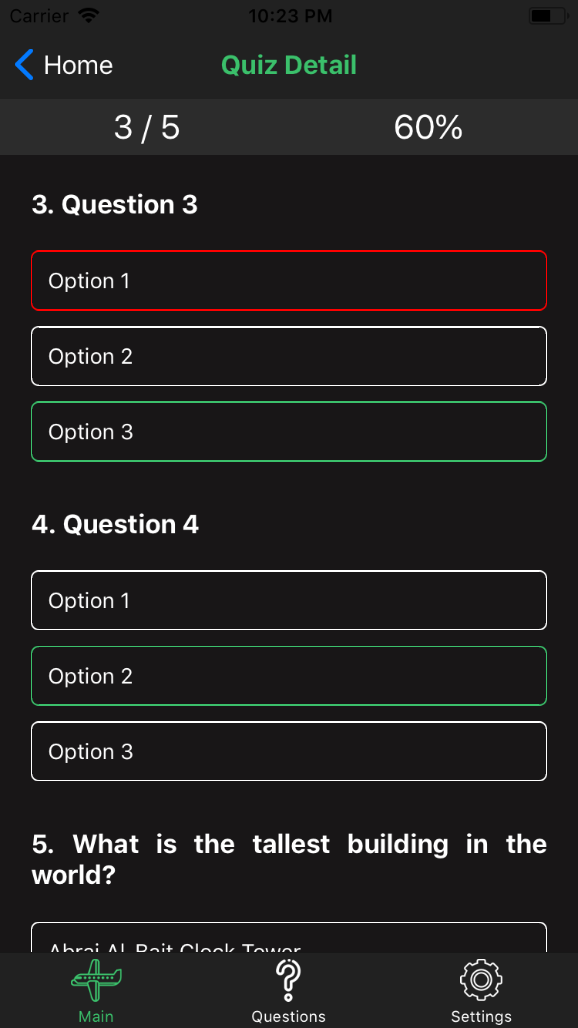 Carrier 10:23 PM
Home Quiz Detail
3 / 5 60%
3. Question 3
Option 1
Option 2
Option 3
4. Question 4
Option 1
Option 2
Option 3
5. What is the tallest building in the
world?
Abraj Al-Bait Clock Tower
Main Questions Settings